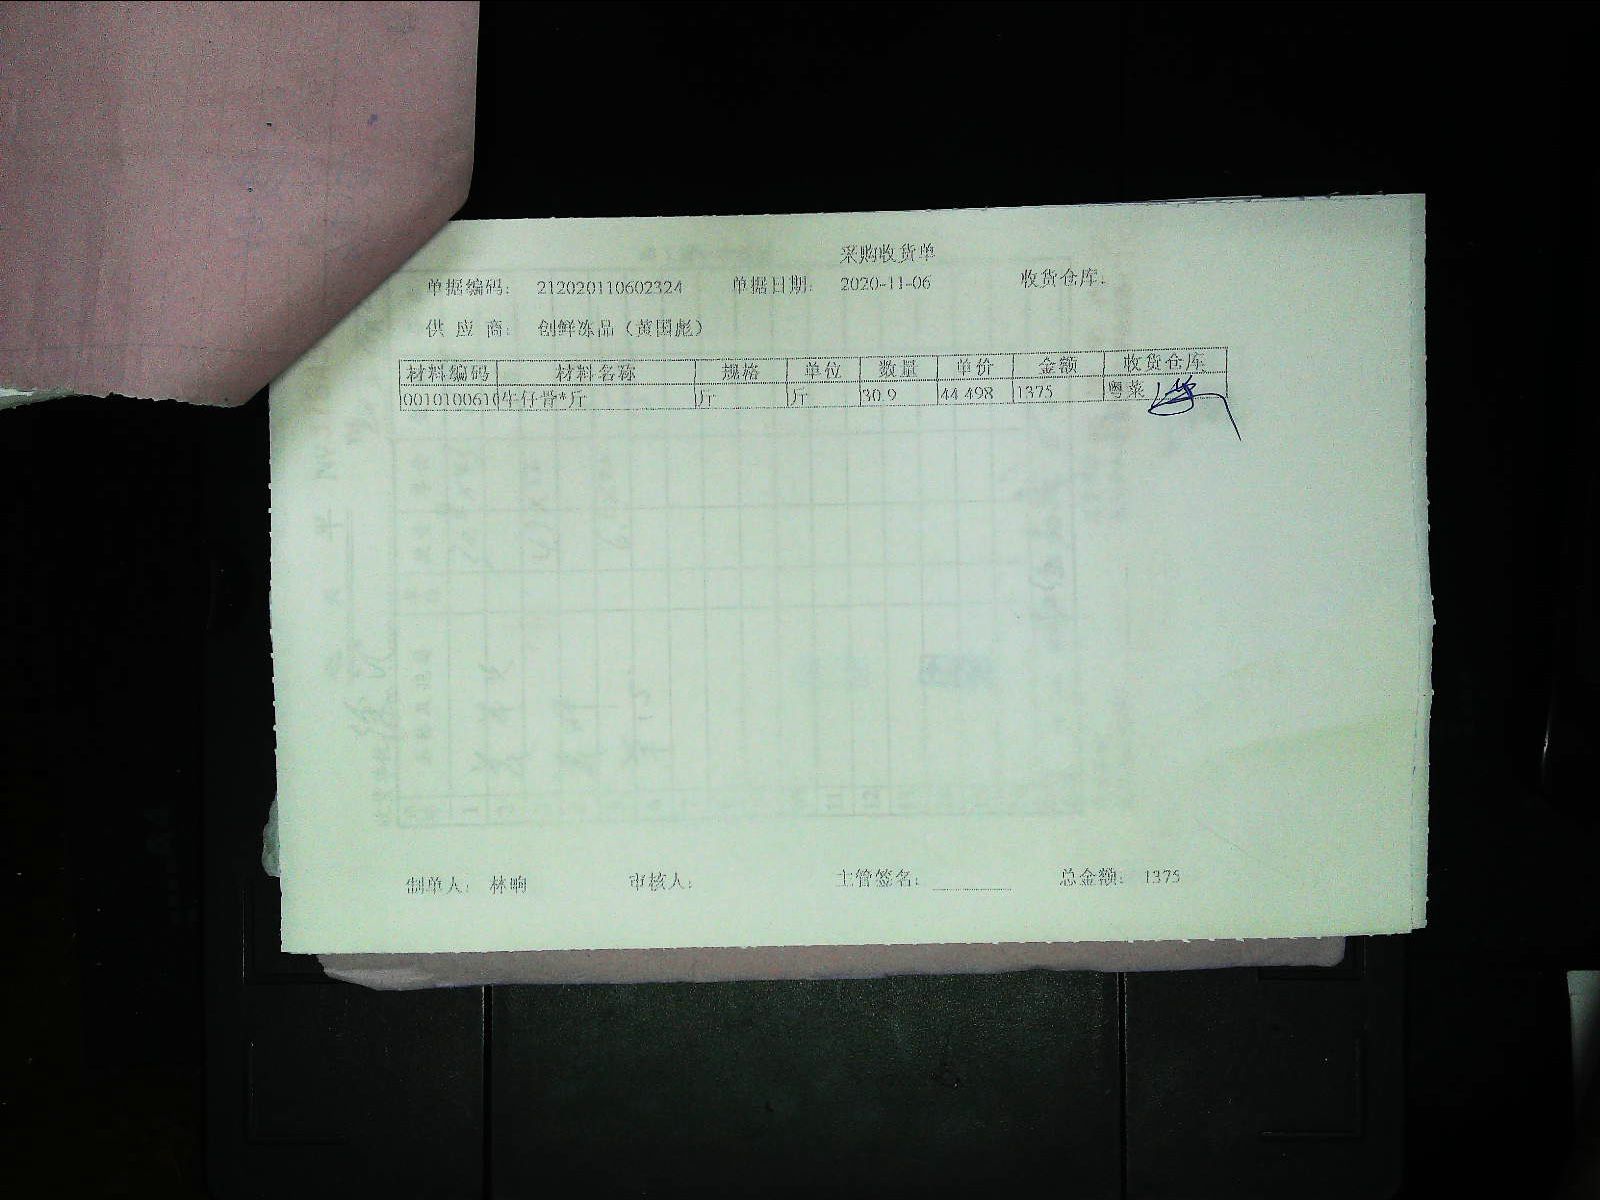 采购收货单
单据编码： 212020110602324 单据日期： 2020-11-06 收货仓库：
供 应 商： 创鲜冻品（黄国彪）
材料编码 材料名称 规格 单位 数量 单价 金额 收货仓库
0010100610 牛仔骨*斤 斤 斤 30.9 44.498 1375 粤菜
制单人： 林晌 审核人： 主管签名： 总金额： 1375